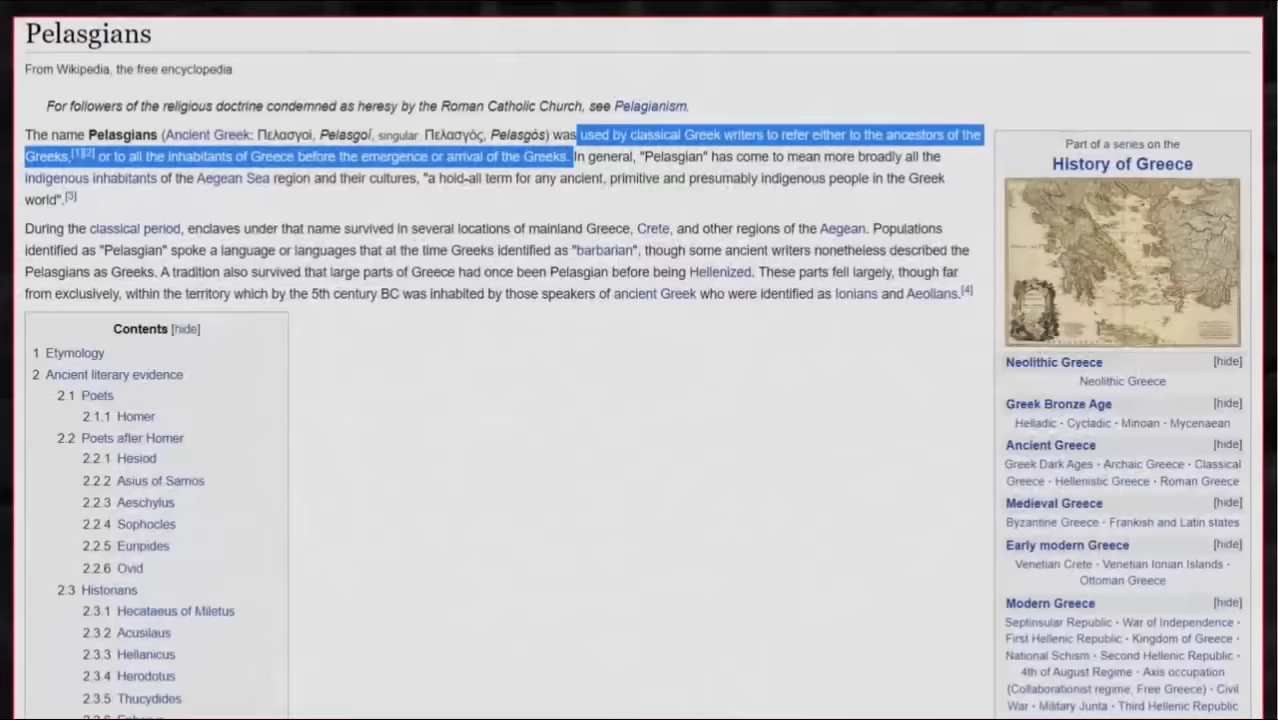 Pelasgians
From Wikipedia, the free encyclopedia
For followers of the religious doctrine condemned as heresy by the Roman Catholic Church, see Pelagianism.
The name Pelasgians (Ancient Greek: Πελασγοί, Pelasgoí, singular Πελασγός, Pelasgós) was used by classical Greek writers to refer either to the ancestors of the
Greeks,[1][2] or to all the inhabitants of Greece before the emergence or arrival of the Greeks. In general, "Pelasgian" has come to mean more broadly all the
indigenous inhabitants of the Aegean Sea region and their cultures, "a hold-all term for any ancient, primitive and presumably indigenous people in the Greek
world".[3]
During the classical period, enclaves under that name survived in several locations of mainland Greece, Crete, and other regions of the Aegean. Populations
identified as "Pelasgian" spoke a language or languages that at the time Greeks identified as "barbarian", though some ancient writers nonetheless described the
Pelasgians as Greeks. A tradition also survived that large parts of Greece had once been Pelasgian before being Hellenized. These parts fell largely, though far
from exclusively, within the territory which by the 5th century BC was inhabited by those speakers of ancient Greek who were identified as Ionians and Aeolians.[4]
Contents [hide]
1 Etymology
2 Ancient literary evidence
2.1 Poets
2.1.1 Homer
2.2 Poets after Homer
2.2.1 Hesiod
2.2.2 Asius of Samos
2.2.3 Aeschylus
2.2.4 Sophocles
2.2.5 Euripides
2.2.6 Ovid
2.3 Historians
2.3.1 Hecataeus of Miletus
2.3.2 Acusilaus
2.3.3 Hellanicus
2.3.4 Herodotus
2.3.5 Thucydides
Part of a series on the
History of Greece
Neolithic Greece [hide]
Neolithic Greece
Greek Bronze Age [hide]
Helladic · Cycladic · Minoan · Mycenaean
Ancient Greece [hide]
Greek Dark Ages · Archaic Greece · Classical
Greece · Hellenistic Greece · Roman Greece
Medieval Greece [hide]
Byzantine Greece · Frankish and Latin states
Early modern Greece [hide]
Venetian Crete · Venetian Ionian Islands ·
Ottoman Greece
Modern Greece [hide]
Septinsular Republic · War of Independence ·
First Hellenic Republic · Kingdom of Greece ·
National Schism · Second Hellenic Republic ·
4th of August Regime · Axis occupation
(Collaborationist regime, Free Greece) · Civil
War · Military Junta · Third Hellenic Republic